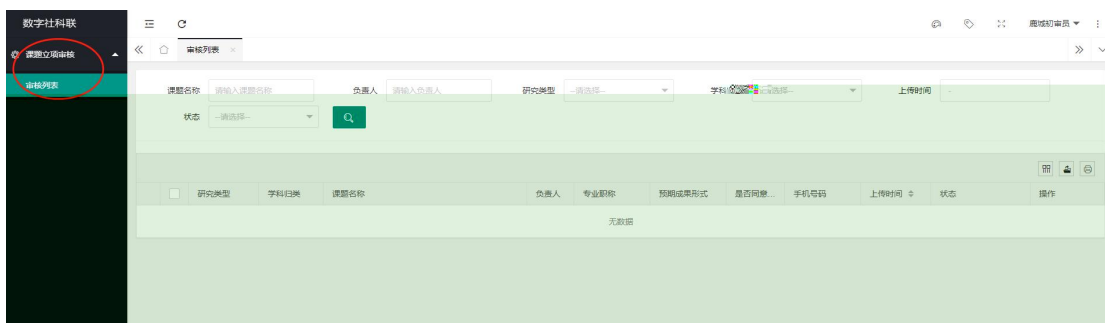 数字社科联
鹿城初审员
课题立项审核
审核列表 ×
审核列表
课题名称 请输入课题名称 负责人 请输入负责人 研究类型 --请选择-- 学科 选择-- 上传时间 -
状态 --请选择--
研究类型 学科归类 课题名称 负责人 专业职称 预期成果形式 是否同意... 手机号码 上传时间 状态 操作
无数据